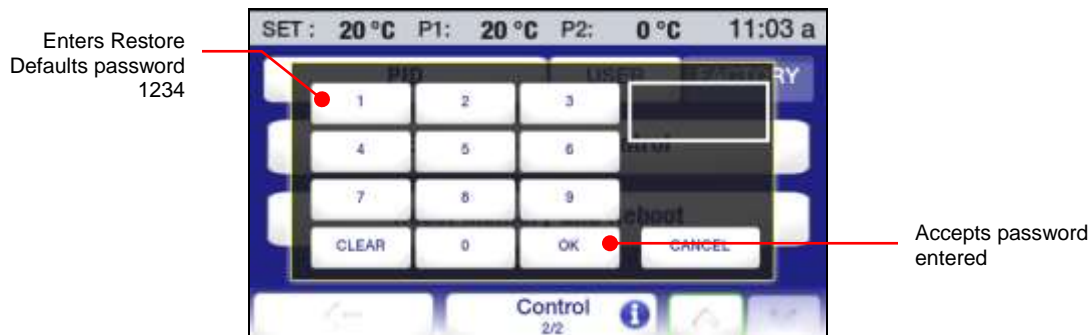 SET : 20 °C P1: 20 °C P2: 0 °C 11:03 a
Enters Restore
Defaults password
1234
PID USER RY
1 2 3
4 5 6
7 8 9
CLEAR 0 OK CANCEL
Accepts password
entered
Control
2/2